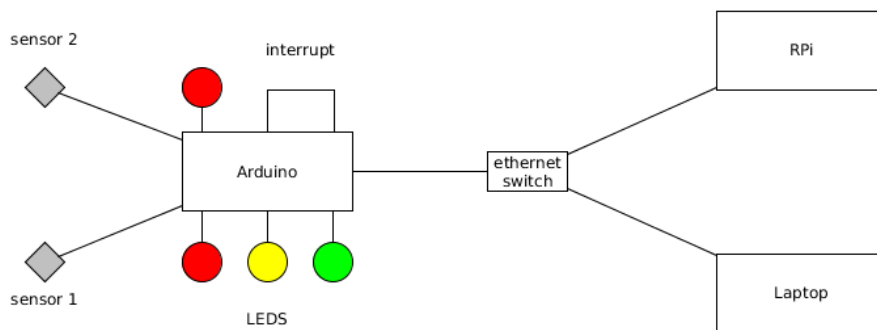 sensor 2
interrupt
RPi
Arduino
ethernet
switch
sensor 1
LEDS
Laptop